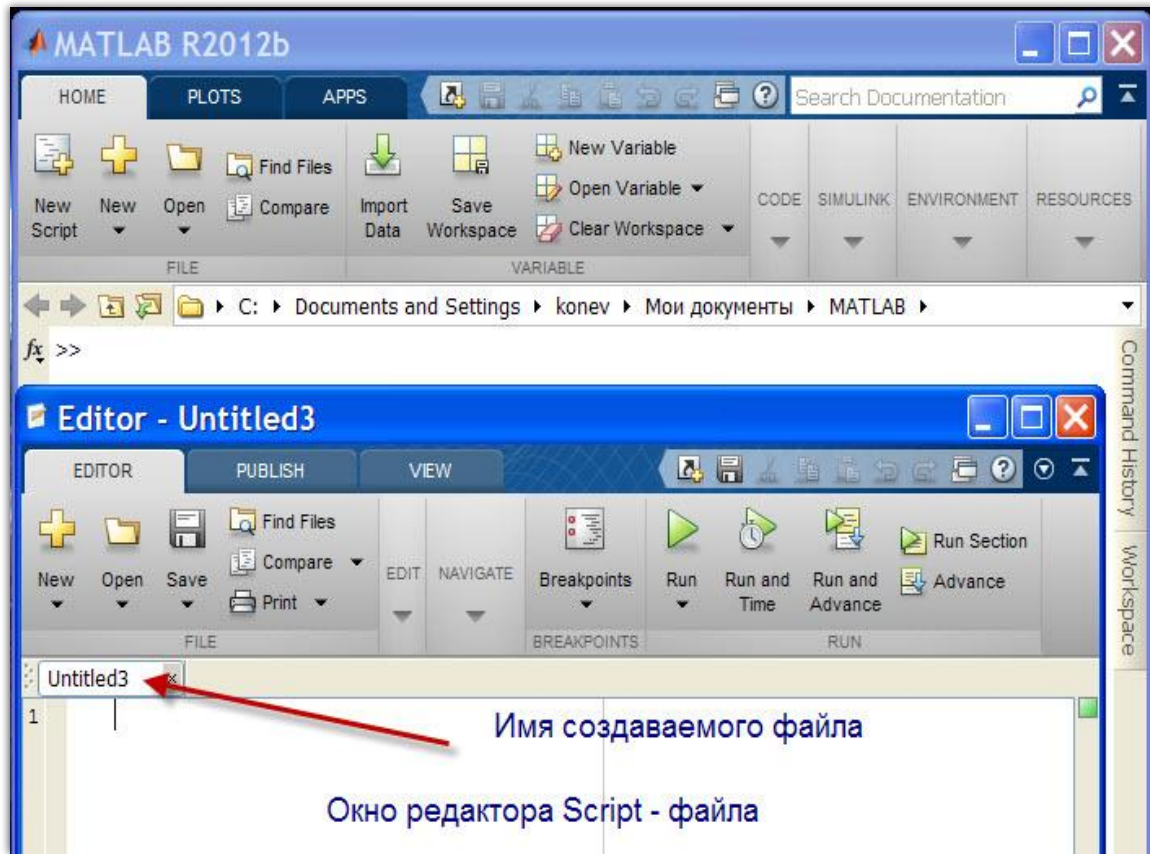 MATLAB R2012b
HOME PLOTS APPS Search Documentation
New Script
New
Open
Find Files
Compare
Import Data
Save Workspace
New Variable
Open Variable
Clear Workspace
CODE SIMULINK ENVIRONMENT RESOURCES
FILE VARIABLE
C: Documents and Settings konev Мои документы MATLAB
fx >>
Command History
Workspace
Editor - Untitled3
EDITOR PUBLISH VIEW
New
Open
Save
Find Files
Compare
Print
EDIT NAVIGATE
Breakpoints
Run
Run and Time
Run and Advance
Run Section
Advance
FILE BREAKPOINTS RUN
Untitled3
1
Имя создаваемого файла
Окно редактора Script - файла